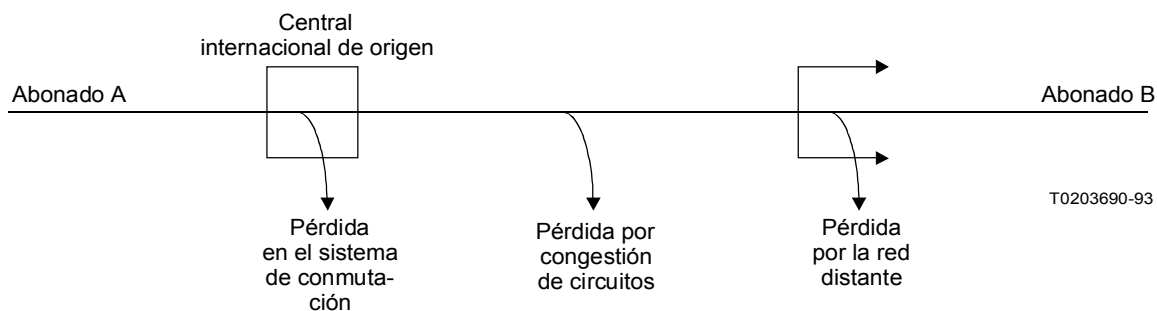 Central
internacional de origen
Abonado A
Abonado B
T0203690-93
Pérdida
en el sistema
de conmuta-
ción
Pérdida por
congestión
de circuitos
Pérdida
por la red
distante